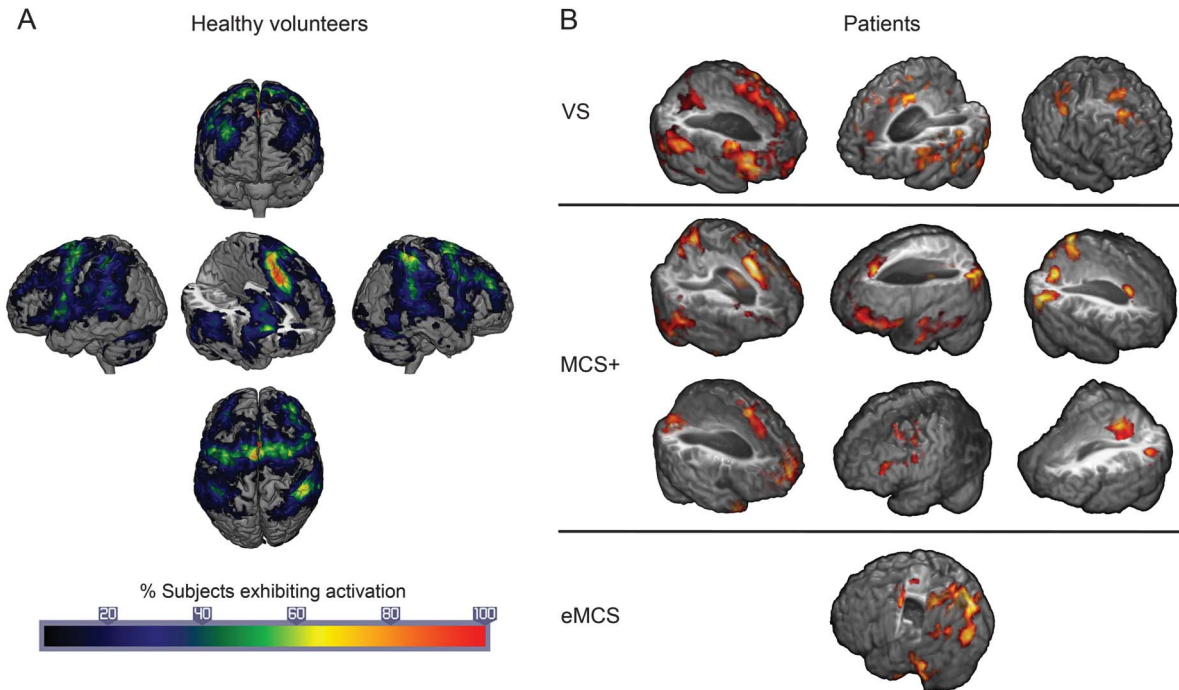 A
Healthy volunteers
B
Patients
VS
MCS+
eMCS
% Subjects exhibiting activation
20 40 60 80 100